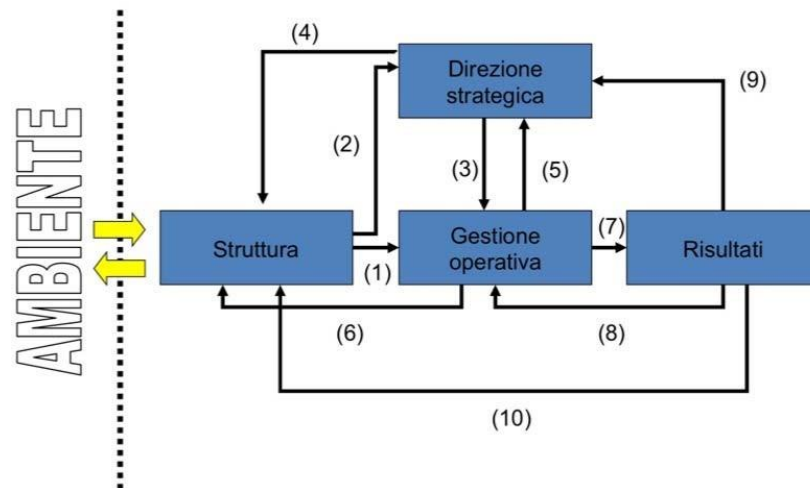 AMBIENTE
(4)
Direzione
strategica
(9)
(2)
(3)
(5)
Struttura
(1)
Gestione
operativa
(7)
Risultati
(6)
(8)
(10)